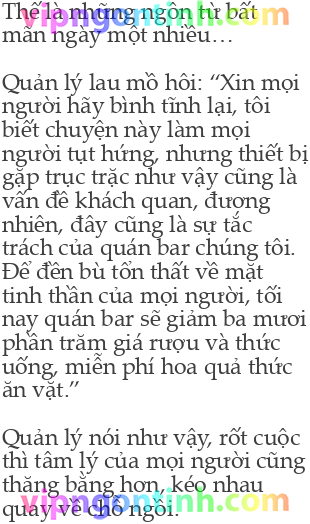 Thế là những ngôn từ bất
mãn ngày một nhiều…
vipngontinh.com
Quản lý lau mồ hôi: “Xin mọi
người hãy bình tĩnh lại, tôi
biết chuyện này làm mọi
người tụt hứng, nhưng thiết bị
gặp trục trặc như vậy cũng là
vấn đề khách quan, đương
nhiên, đây cũng là sự tắc
trách của quán bar chúng tôi.
Để đền bù tổn thất về mặt
tinh thần của mọi người, tối
nay quán bar sẽ giảm ba mươi
phần trăm giá rượu và thức
uống, miễn phí hoa quả thức
ăn vặt.”
Quản lý nói như vậy, rốt cuộc
thì tâm lý của mọi người cũng
thăng bằng hơn, kéo nhau
quay về chỗ ngồi.
vipngontinh.com